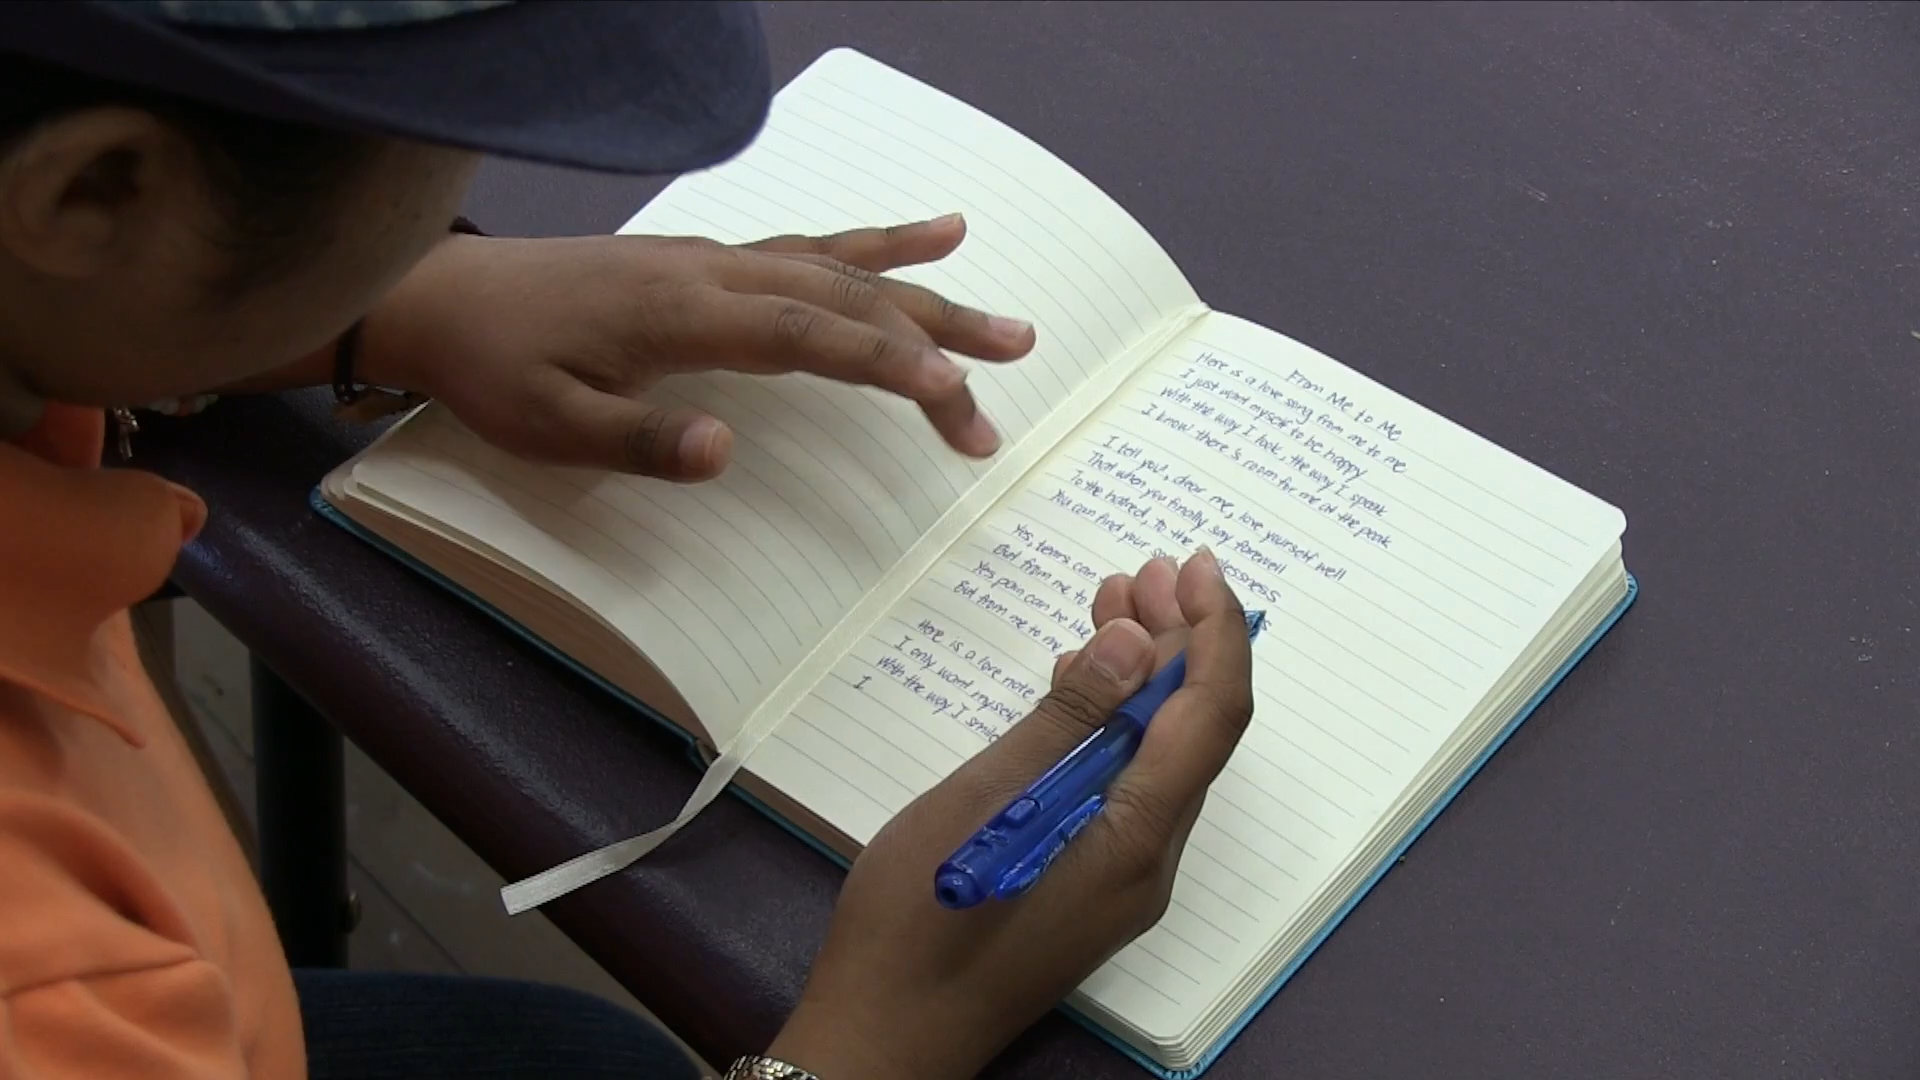 From Me to Me
Here is a love song from me to me
I just want myself to be happy
With the way I look, the way I speak
I know there's room for me at the peak
I tell you, dear me, love yourself well
That when you finally say farewell
To the hatred, to the
You can find your
Yes, tears can
But from me to
Yes pain can be like
But from me to me,
Here is a love note
I only want myself
With the way I smile
I